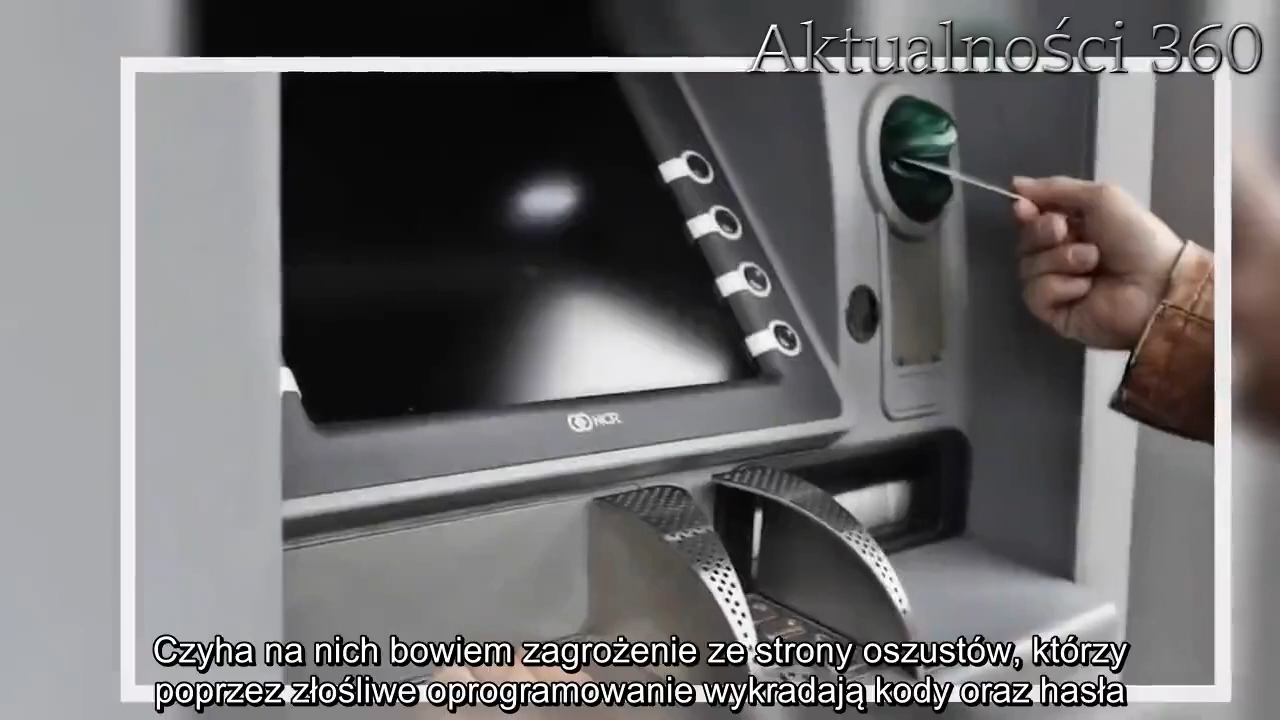 Aktualności 360
NCR
Czyha na nich bowiem zagrożenie ze strony oszustów, którzy
poprzez złośliwe oprogramowanie wykradają kody oraz hasła